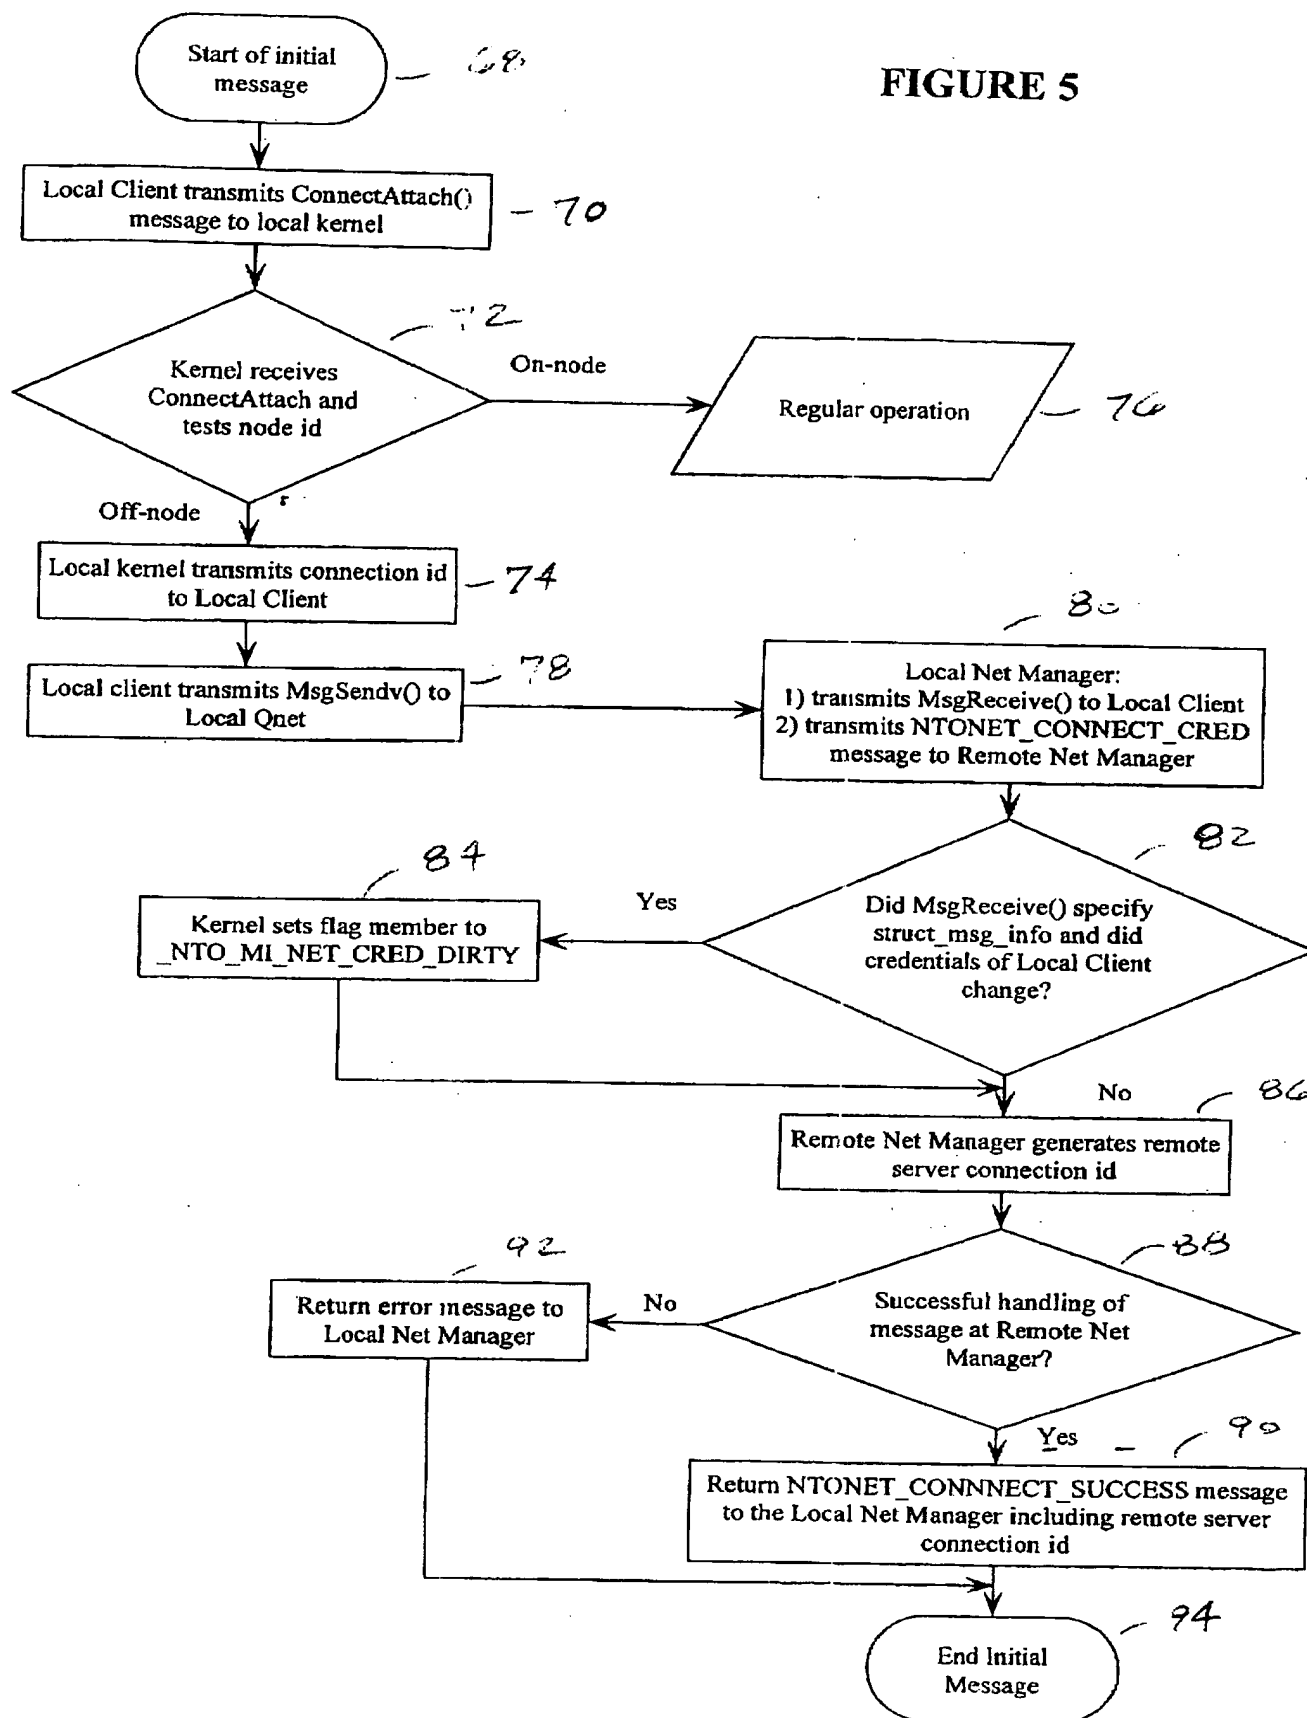 FIGURE 5
Start of initial
message
68
Local Client transmits ConnectAttach()
message to local kernel
70
72
Kernel receives
ConnectAttach and
tests node id
On-node
Regular operation
76
Off-node
Local kernel transmits connection id
to Local Client
74
Local client transmits MsgSendv() to
Local Qnet
78
80
Local Net Manager:
1) transmits MsgReceive() to Local Client
2) transmits NTONET_CONNECT_CRED
message to Remote Net Manager
82
Did MsgReceive() specify
struct_msg_info and did
credentials of Local Client
change?
Yes
84
Kernel sets flag member to
_NTO_MI_NET_CRED_DIRTY
No
86
Remote Net Manager generates remote
server connection id
88
Successful handling of
message at Remote Net
Manager?
No
92
Return error message to
Local Net Manager
Yes
90
Return NTONET_CONNNECT_SUCCESS message
to the Local Net Manager including remote server
connection id
94
End Initial
Message